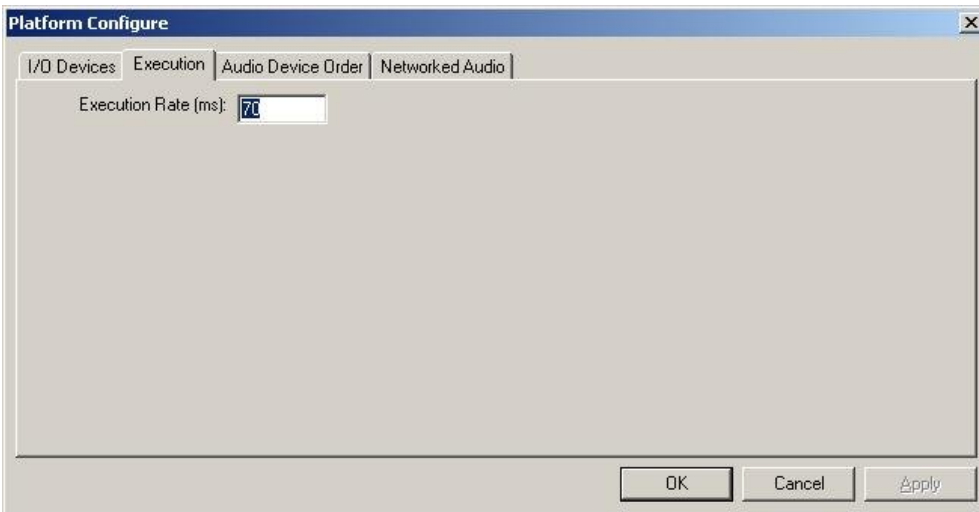 Platform Configure
I/O Devices Execution Audio Device Order Networked Audio
Execution Rate (ms): 70
OK Cancel Apply